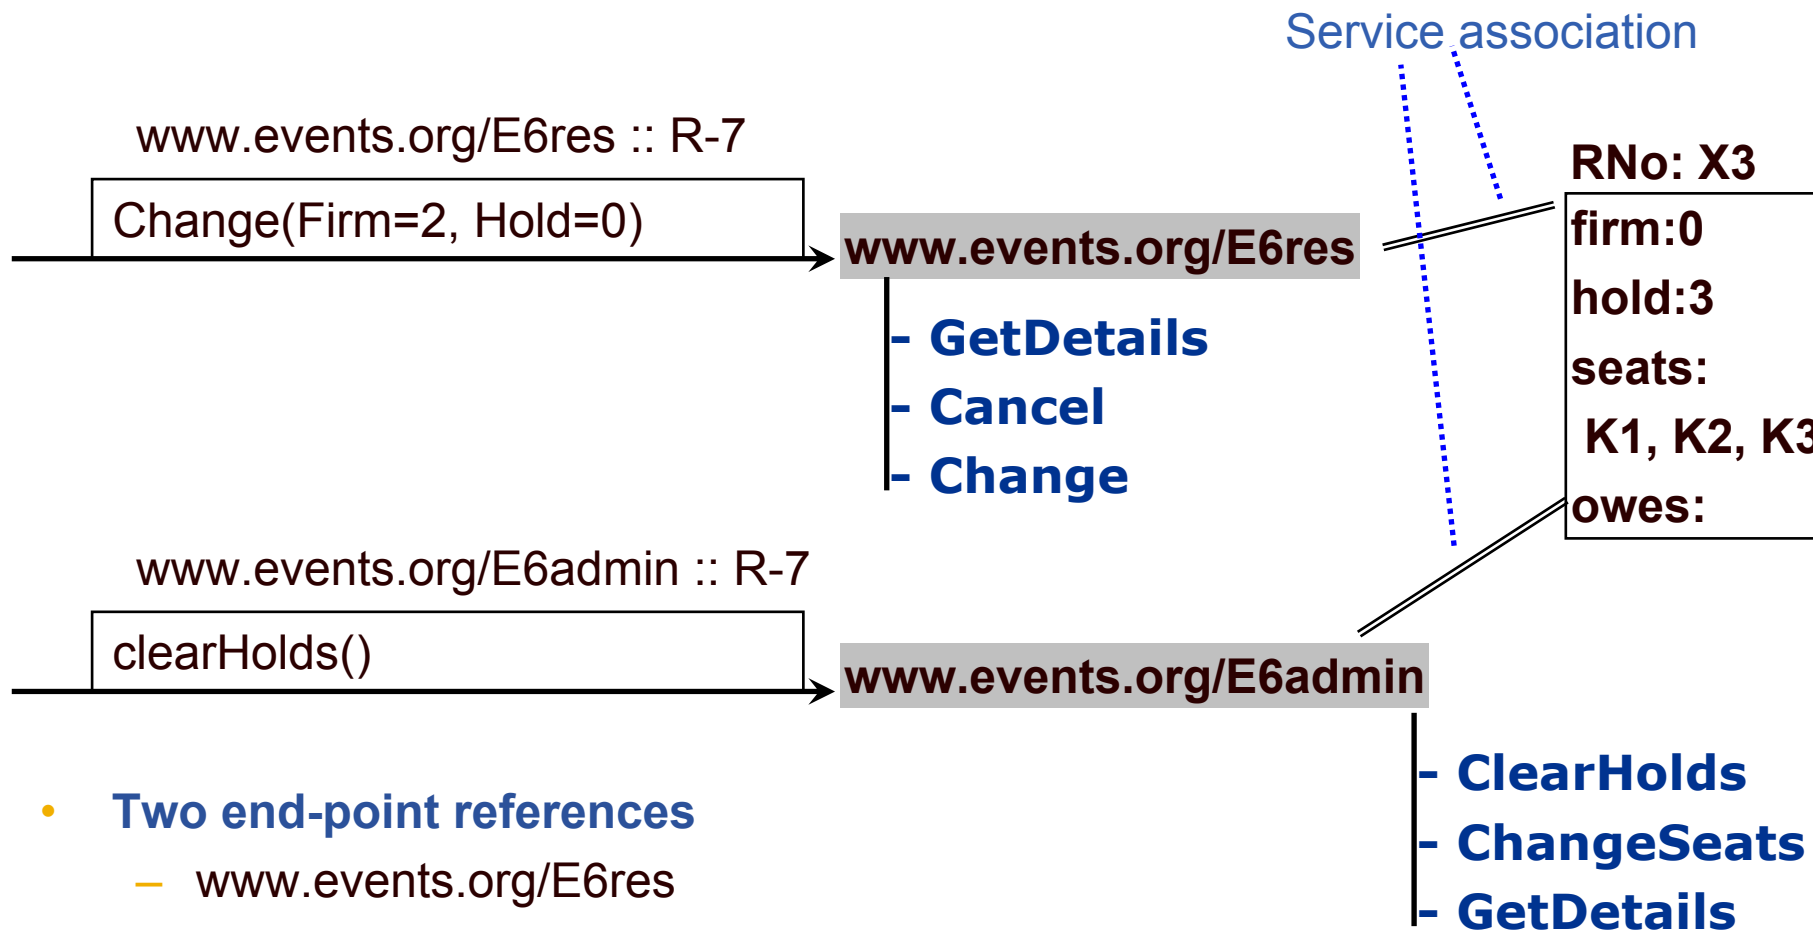 Service association
www.events.org/E6res :: R-7
Change(Firm=2, Hold=0)
www.events.org/E6res
- GetDetails
- Cancel
- Change
RNo: X3
firm:0
hold:3
seats:
K1, K2, K3
owes:
www.events.org/E6admin :: R-7
clearHolds()
www.events.org/E6admin
- ClearHolds
- ChangeSeats
- GetDetails
• Two end-point references
– www.events.org/E6res